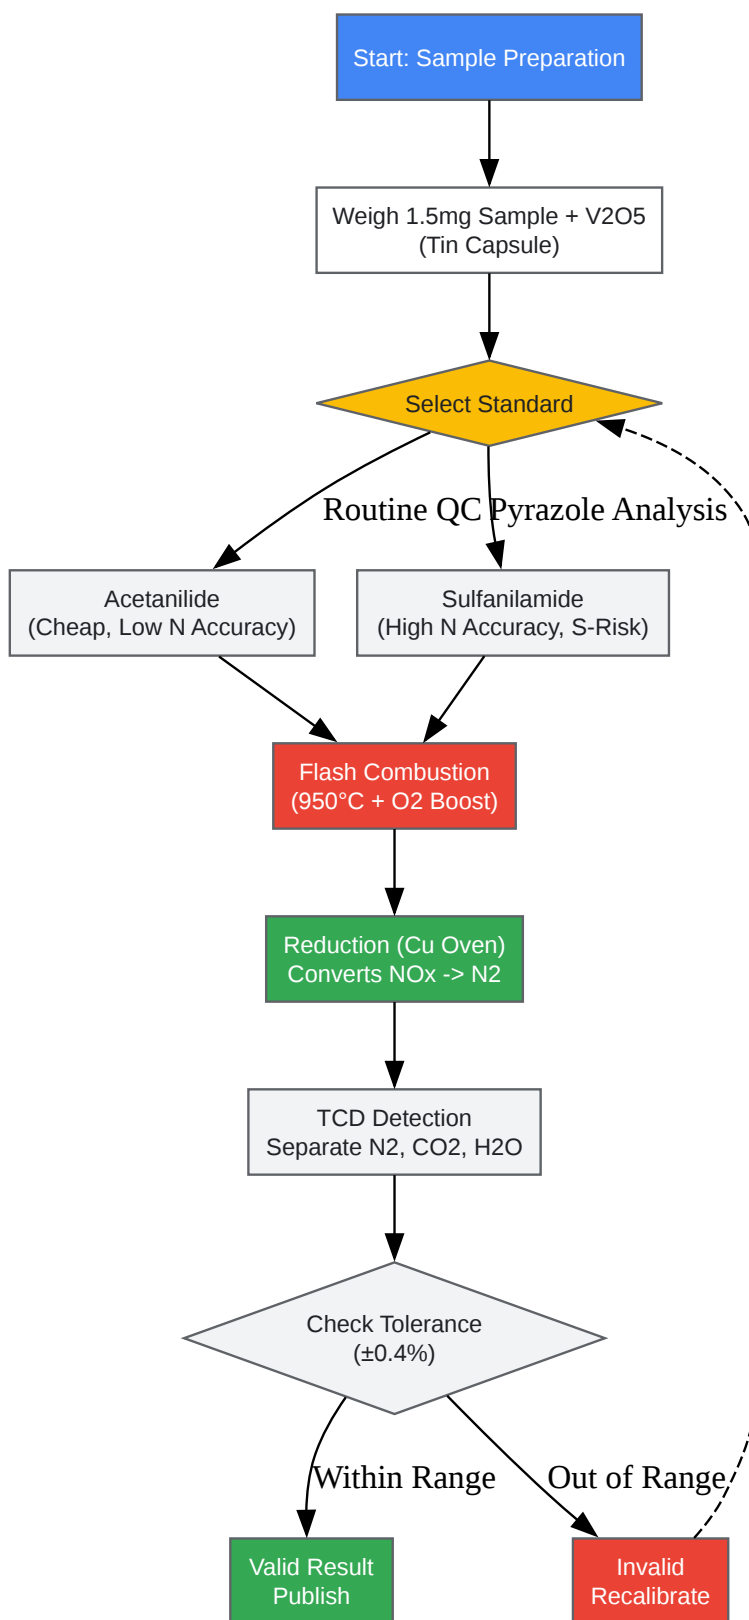 Start: Sample Preparation
Weigh 1.5mg Sample + V2O5
(Tin Capsule)
Select Standard
Routine QC
Pyrazole Analysis
Acetanilide
(Cheap, Low N Accuracy)
Sulfanilamide
(High N Accuracy, S-Risk)
Flash Combustion
(950°C + O2 Boost)
Reduction (Cu Oven)
Converts NOx -> N2
TCD Detection
Separate N2, CO2, H2O
Check Tolerance
(±0.4%)
Within Range
Out of Range
Valid Result
Publish
Invalid
Recalibrate